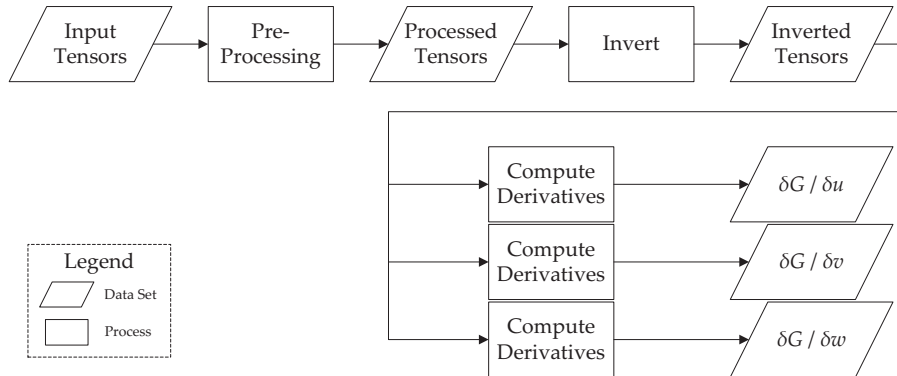 Input
Tensors
Pre-
Processing
Processed
Tensors
Invert
Inverted
Tensors
Compute
Derivatives
δG / δu
Compute
Derivatives
δG / δv
Compute
Derivatives
δG / δw
Legend
Data Set
Process